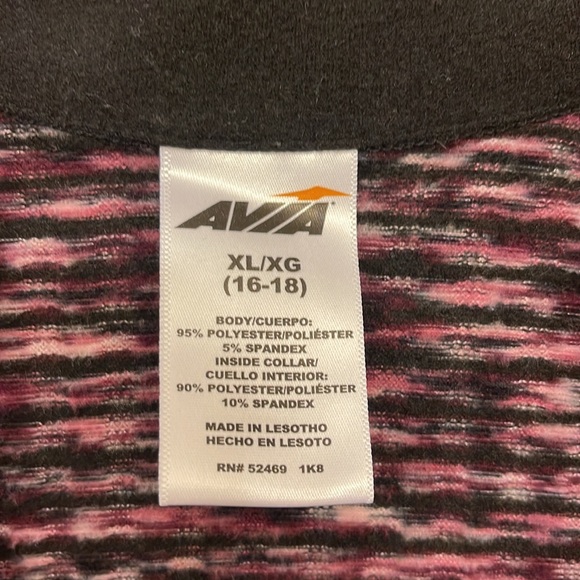 AVIA
XL/XG
(16-18)
BODY/CUERPO:
95% POLYESTER/POLIÉSTER
5% SPANDEX
INSIDE COLLAR/
CUELLO INTERIOR:
90% POLYESTER/POLIÉSTER
10% SPANDEX
MADE IN LESOTHO
HECHO EN LESOTO
RN# 52469 1K8